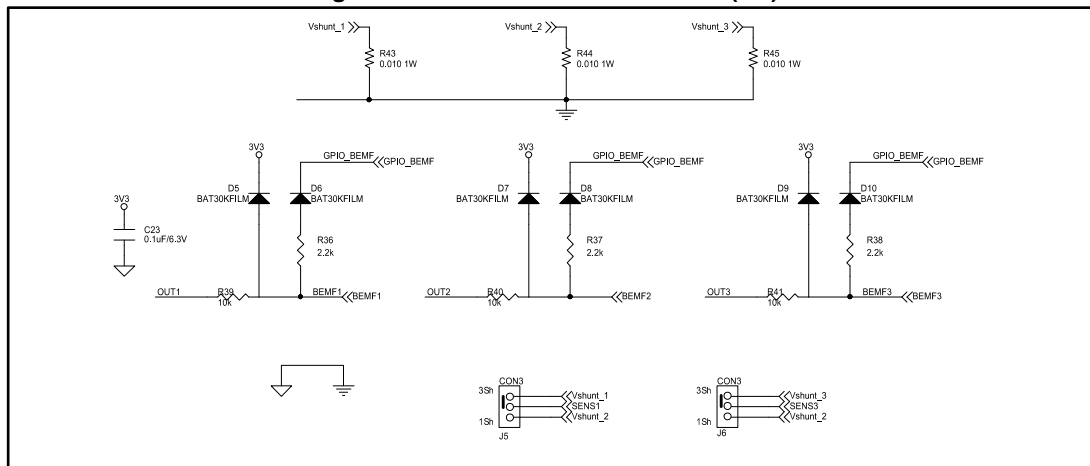 Vshunt_1 Vshunt_2 Vshunt_3
R43 R44 R45
0.010 1W 0.010 1W 0.010 1W
3V3 3V3 3V3
GPIO_BEMF GPIO_BEMF GPIO_BEMF GPIO_BEMF GPIO_BEMF GPIO_BEMF
D5 D6 D7 D8 D9 D10
BAT30KFILM BAT30KFILM BAT30KFILM BAT30KFILM BAT30KFILM BAT30KFILM
3V3
C23
0.1uF/6.3V
R36 R37 R38
2.2k 2.2k 2.2k
OUT1 R39 BEMF1 BEMF1 OUT2 R40 BEMF2 OUT3 R41 BEMF3 BEMF3
10k 10k 10k
CON3 CON3
3Sh Vshunt_1 3Sh Vshunt_3
SENS1 SENS3
1Sh Vshunt_2 1Sh Vshunt_2
J5 J6